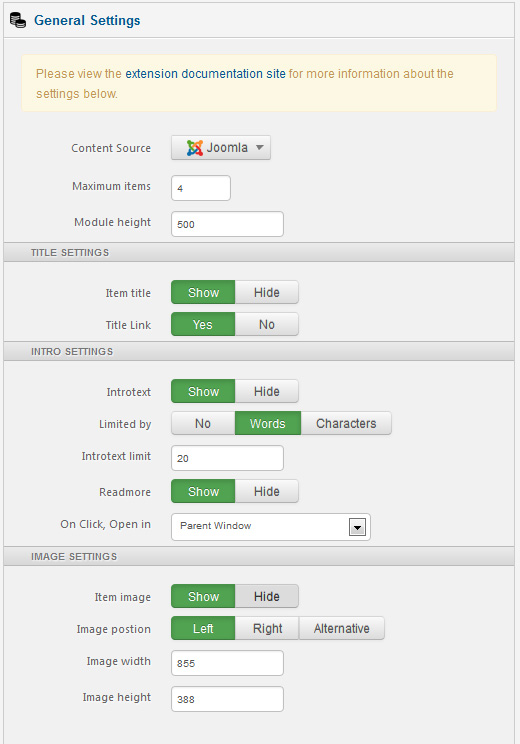 General Settings
Please view the extension documentation site for more information about the
settings below.
Content Source Joomla
Maximum items 4
Module height 500
TITLE SETTINGS
Item title Show Hide
Title Link Yes No
INTRO SETTINGS
Introtext Show Hide
Limited by No Words Characters
Introtext limit 20
Readmore Show Hide
On Click, Open in Parent Window
IMAGE SETTINGS
Item image Show Hide
Image postion Left Right Alternative
Image width 855
Image height 388